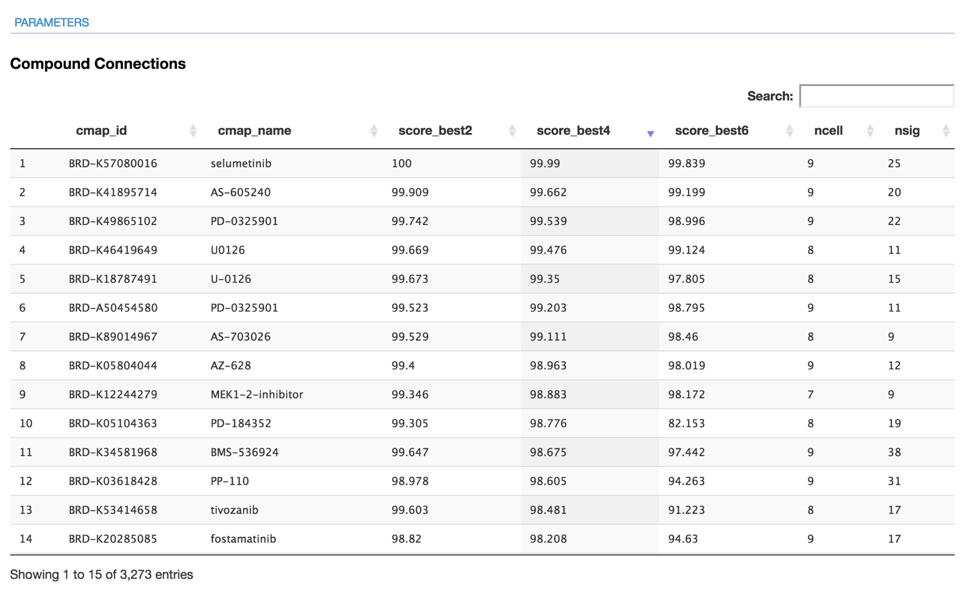 PARAMETERS
Compound Connections
Search:
cmap_id cmap_name score_best2 score_best4 score_best6 ncell nsig
1 BRD-K57080016 selumetinib 100 99.99 99.839 9 25
2 BRD-K41895714 AS-605240 99.909 99.662 99.199 9 20
3 BRD-K49865102 PD-0325901 99.742 99.539 98.996 9 22
4 BRD-K46419649 U0126 99.669 99.476 99.124 8 11
5 BRD-K18787491 U-0126 99.673 99.35 97.805 8 15
6 BRD-A50454580 PD-0325901 99.523 99.203 98.795 9 11
7 BRD-K89014967 AS-703026 99.529 99.111 98.46 8 9
8 BRD-K05804044 AZ-628 99.4 98.963 98.019 9 12
9 BRD-K12244279 MEK1-2-inhibitor 99.346 98.883 98.172 7 9
10 BRD-K05104363 PD-184352 99.305 98.776 82.153 8 19
11 BRD-K34581968 BMS-536924 99.647 98.675 97.442 9 38
12 BRD-K03618428 PP-110 98.978 98.605 94.263 9 31
13 BRD-K53414658 tivozanib 99.603 98.481 91.223 8 17
14 BRD-K20285085 fostamatinib 98.82 98.208 94.63 9 17
Showing 1 to 15 of 3,273 entries